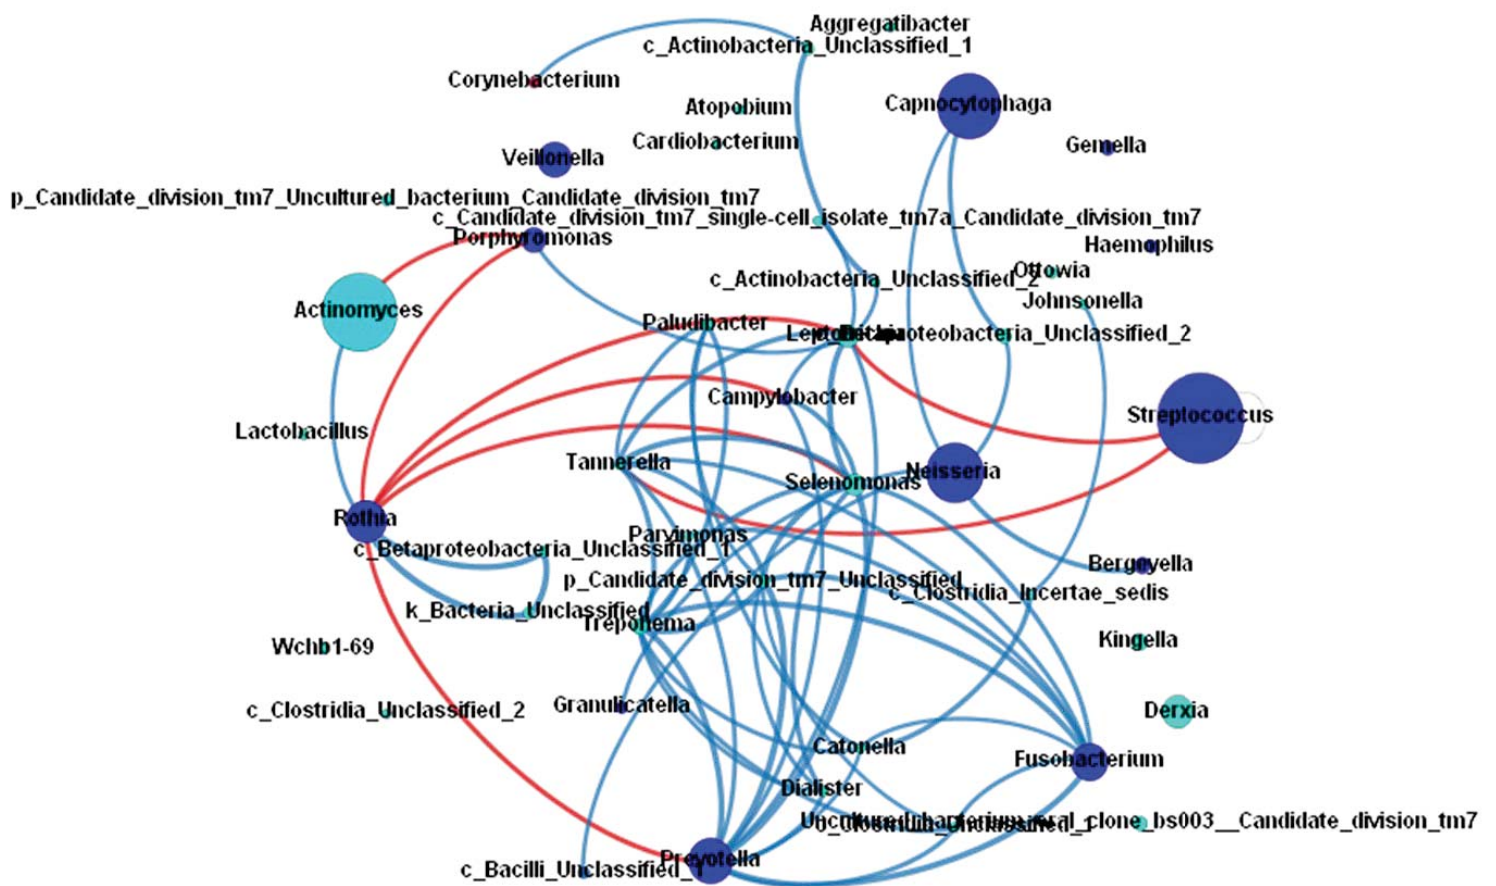 Aggregatibacter
c_Actinobacteria_Unclassified_1
Corynebacterium
Capnocytophaga
Atopobium
Cardiobacterium
Gemella
Veillonella
p_Candidate_division_tm7_Uncultured_bacterium_Candidate_division_tm7
c_Candidate_division_tm7_single-cell_isolate_tm7a_Candidate_division_tm7
Porphyromonas
Haemophilus
Ottowia
c_Actinobacteria_Unclassified_2
Johnsonella
Actinomyces
Paludibacter
Campylobacter
Streptococcus
Lactobacillus
Tannerella
Neisseria
Selenomonas
Rothia
Parvimonas
c_Betaproteobacteria_Unclassified_1
Bergeyella
p_Candidate_division_tm7_Unclassified
c_Clostridia_Incertae_sedis
k_Bacteria_Unclassified
Treponema
Kingella
Wchb1-69
Granulicatella
c_Clostridia_Unclassified_2
Derxia
Catonella
Fusobacterium
Dialister
c_Clostridia_Unclassified_1
Prevotella
c_Bacilli_Unclassified_1